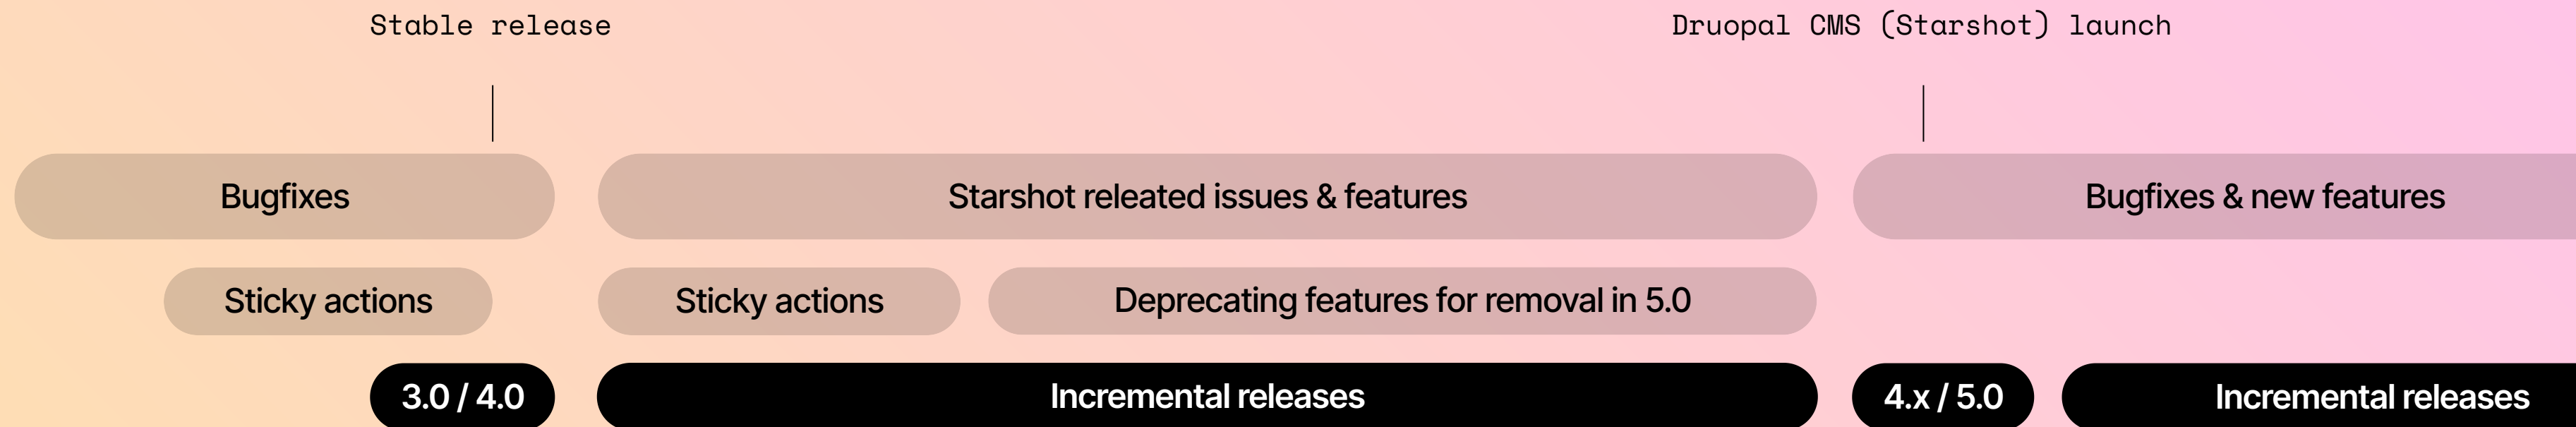 Stable release
Druopal CMS (Starshot) launch
Bugfixes
Starshot releated issues & features
Bugfixes & new features
Sticky actions
Sticky actions
Deprecating features for removal in 5.0
3.0 / 4.0
Incremental releases
4.x / 5.0
Incremental releases